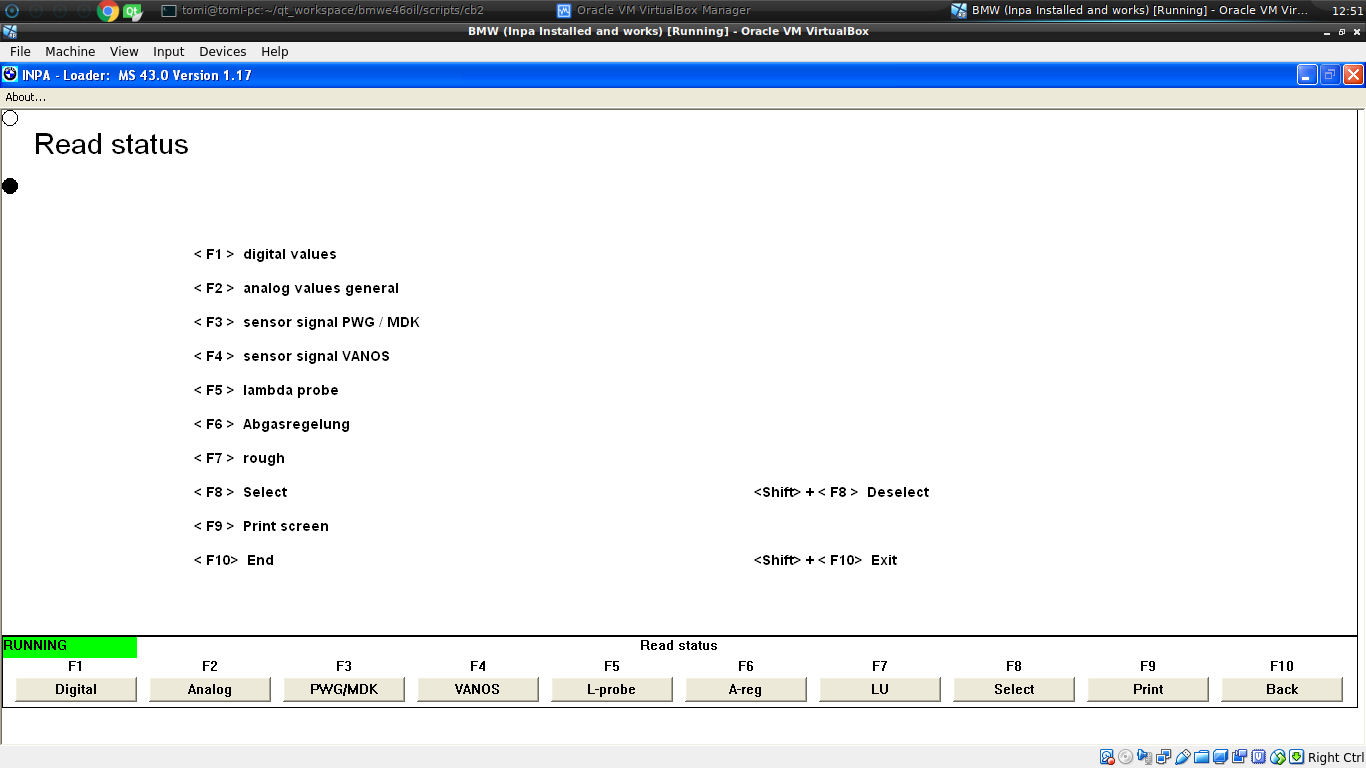 tomi@tomi-pc:~/qt_workspace/bmwe46oil/scripts/cb2 Oracle VM VirtualBox Manager BMW (Inpa Installed and works) [Running] - Oracle VM Vir... 12:51
BMW (Inpa Installed and works) [Running] - Oracle VM VirtualBox
File Machine View Input Devices Help
INPA - Loader: MS 43.0 Version 1.17
About...
Read status
< F1 > digital values
< F2 > analog values general
< F3 > sensor signal PWG / MDK
< F4 > sensor signal VANOS
< F5 > lambda probe
< F6 > Abgasregelung
< F7 > rough
< F8 > Select <Shift> + < F8 > Deselect
< F9 > Print screen
< F10> End <Shift> + < F10> Exit
RUNNING Read status
F1 F2 F3 F4 F5 F6 F7 F8 F9 F10
Digital Analog PWG/MDK VANOS L-probe A-reg LU Select Print Back
Right Ctrl